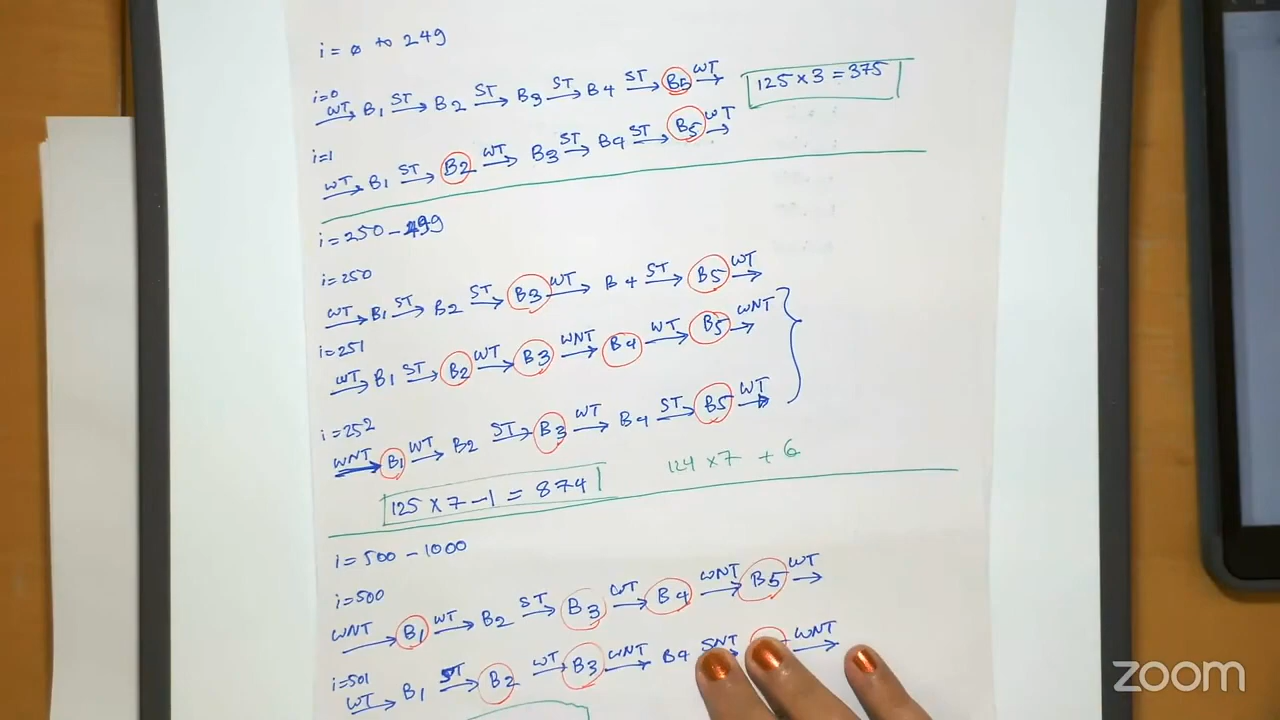 i = 0 to 249
i=0
WT→ B1 ST→ B2 ST→ B3 ST→ B4 ST→ B5 WT→ 125 × 3 = 375
i=1
WT→ B1 ST→ B2 WT→ B3 ST→ B4 ST→ B5 WT→
i = 250 - 499
i=250
WT→ B1 ST→ B2 ST→ B3 WT→ B4 ST→ B5 WT→
i=251
WT→ B1 ST→ B2 WT→ B3 WNT→ B4 WT→ B5 WNT→
i=252
WNT→ B1 WT→ B2 ST→ B3 WT→ B4 ST→ B5 WT→
124 × 7 + 6
125 × 7 - 1 = 874
i = 500 - 1000
i=500
WNT→ B1 WT→ B2 ST→ B3 WT→ B4 WNT→ B5 WT→
i=501
WT→ B1 ST→ B2 WT→ B3 WNT→ B4 SNT→ WNT→
zoom